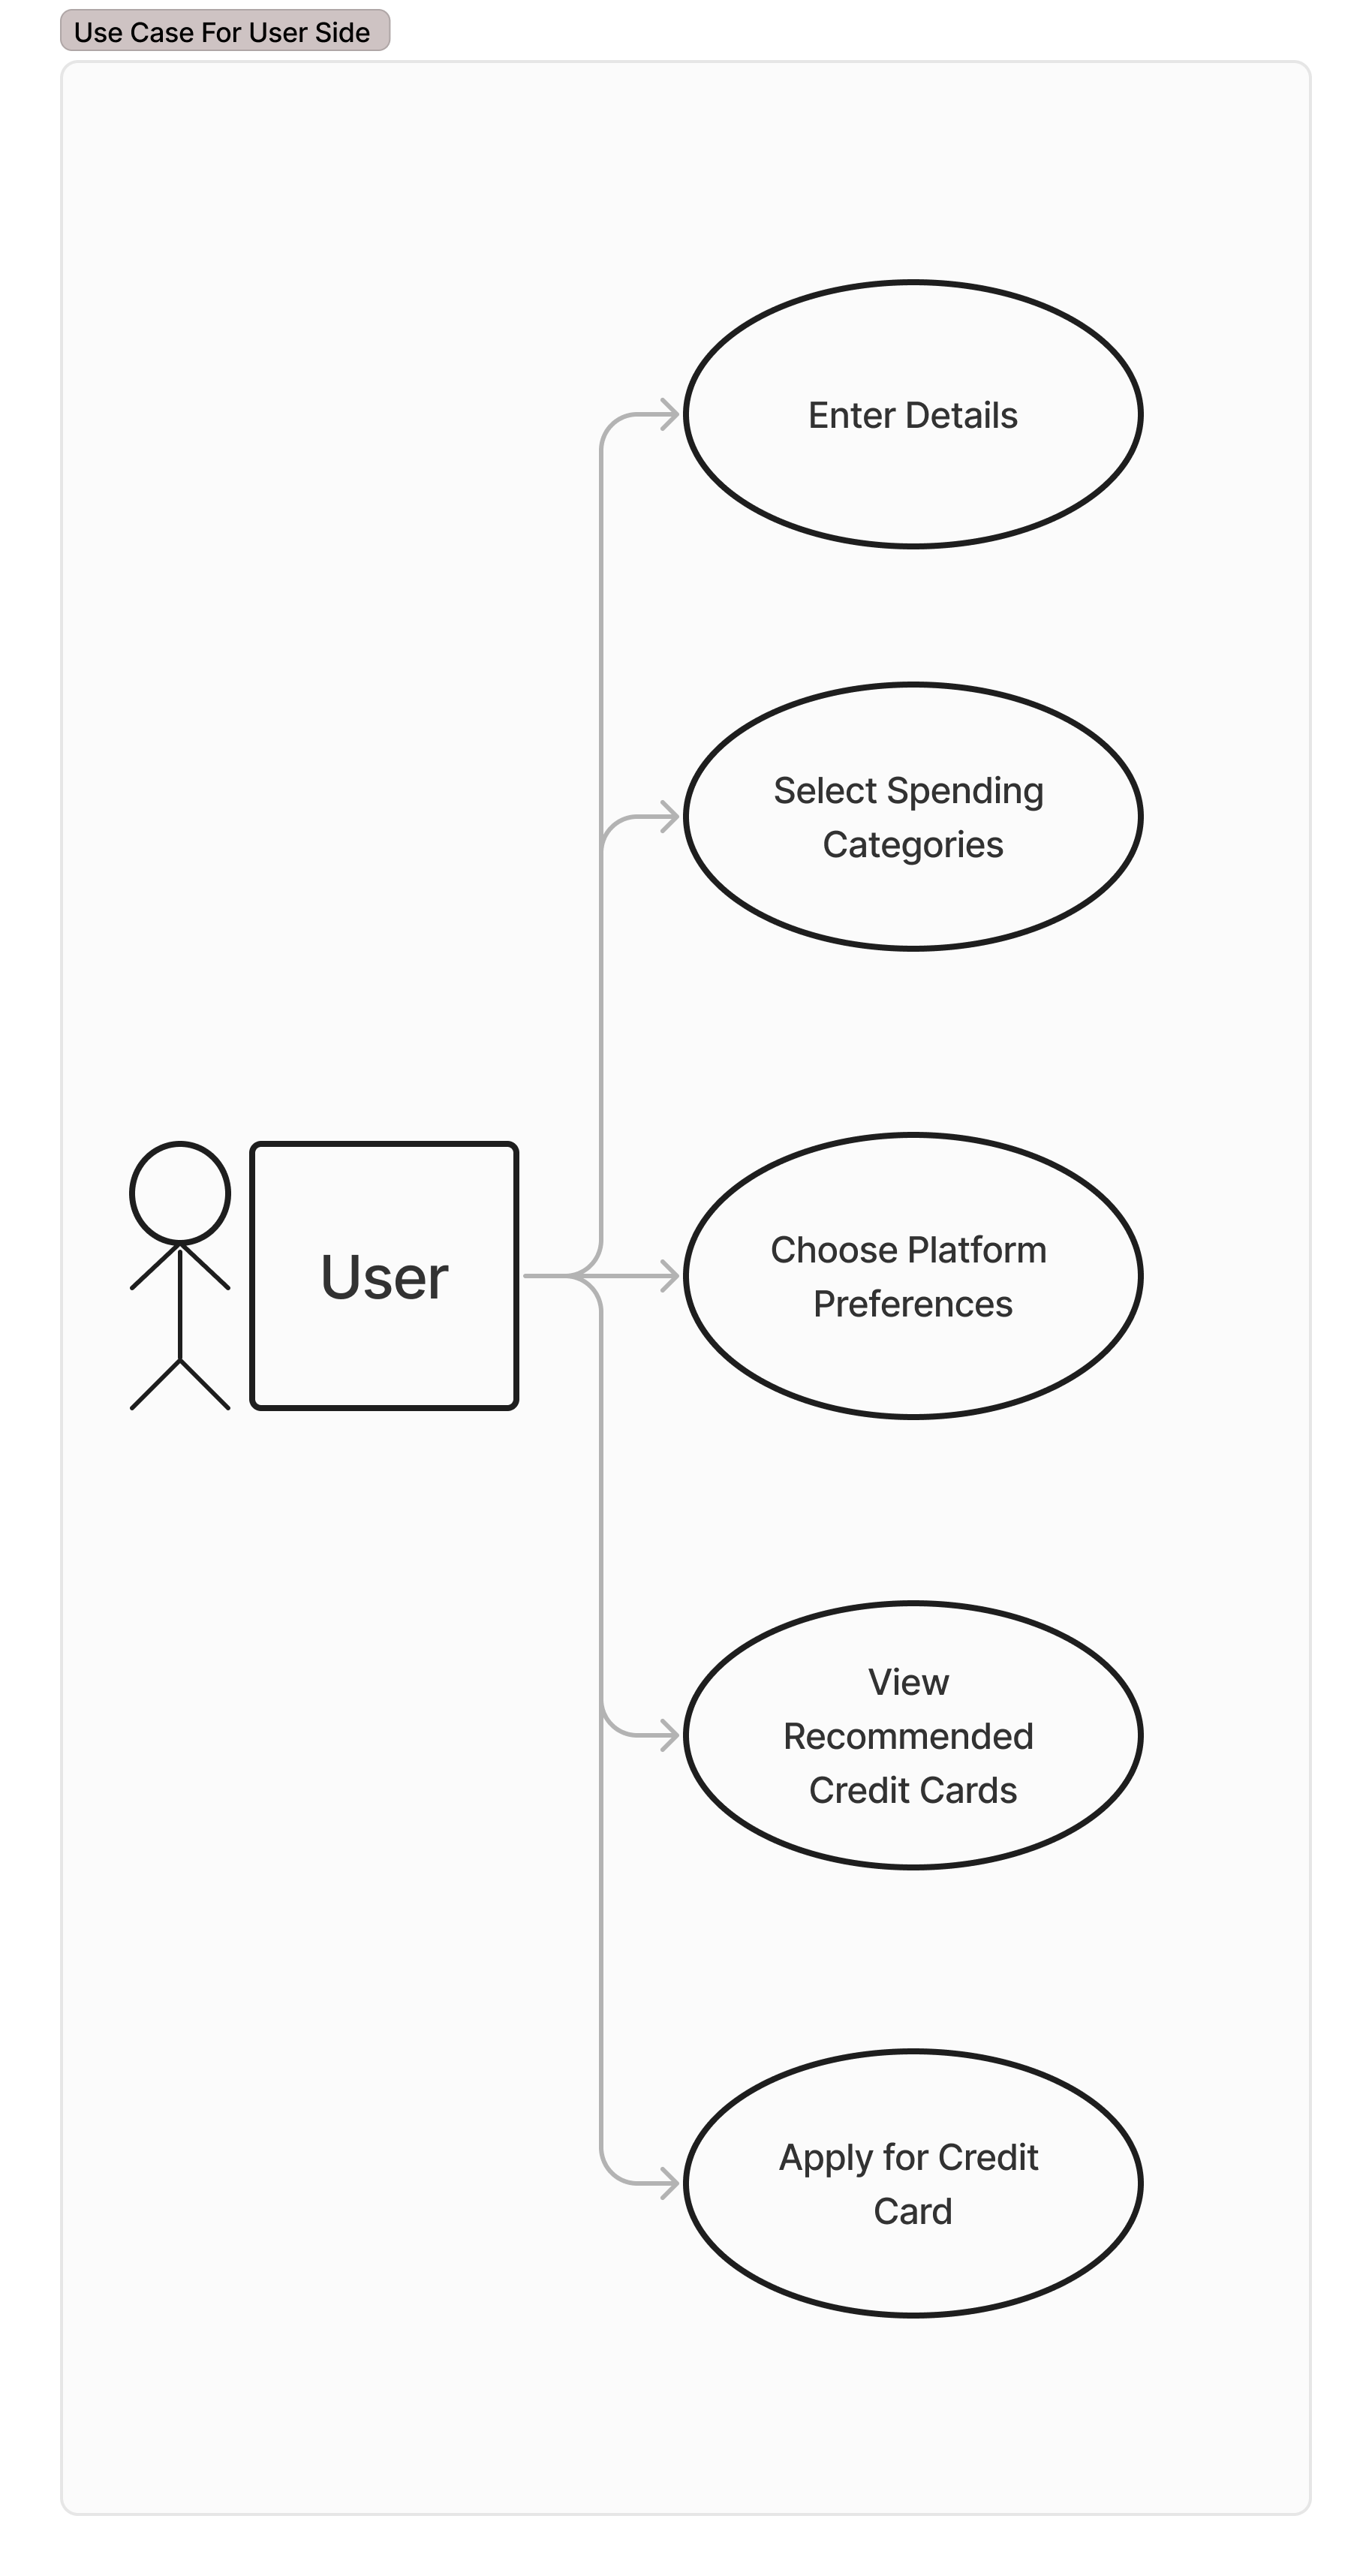 Use Case For User Side
Enter Details
Select Spending
Categories
User
Choose Platform
Preferences
View
Recommended
Credit Cards
Apply for Credit
Card